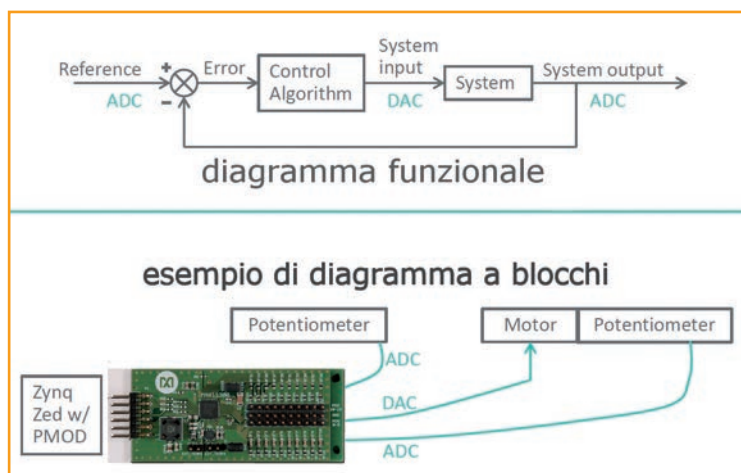 System
input
System output
Reference
+
Error
Control
Algorithm
System
ADC
−
DAC
ADC
diagramma funzionale
esempio di diagramma a blocchi
Potentiometer
Motor
Potentiometer
ADC
Zynq
Zed w/
PMOD
DAC
ADC